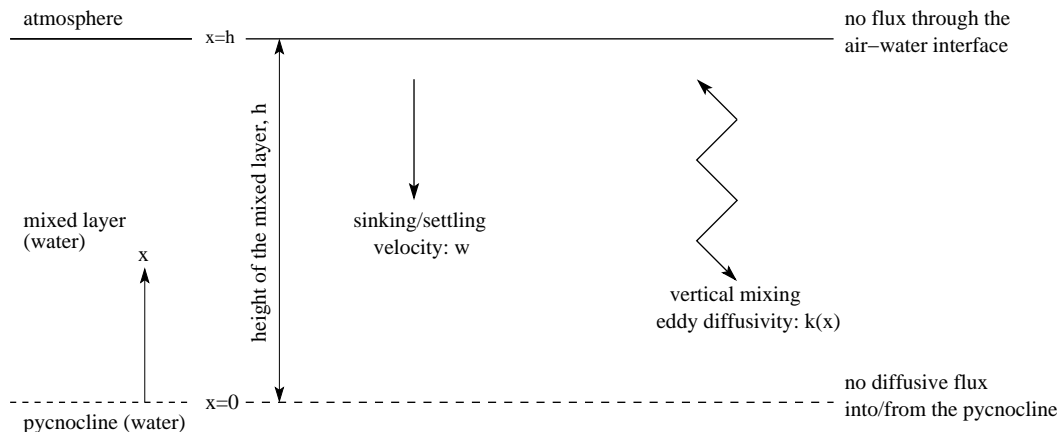 atmosphere
x=h
no flux through the
air−water interface
height of the mixed layer, h
mixed layer
(water)
x
sinking/settling
velocity: w
vertical mixing
eddy diffusivity: k(x)
x=0
pycnocline (water)
no diffusive flux
into/from the pycnocline